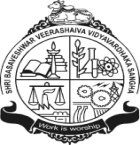 SHRI BASAVESHWAR VEERASHAIVA VIDYAVARDHAKA SANGHA
Work is worship